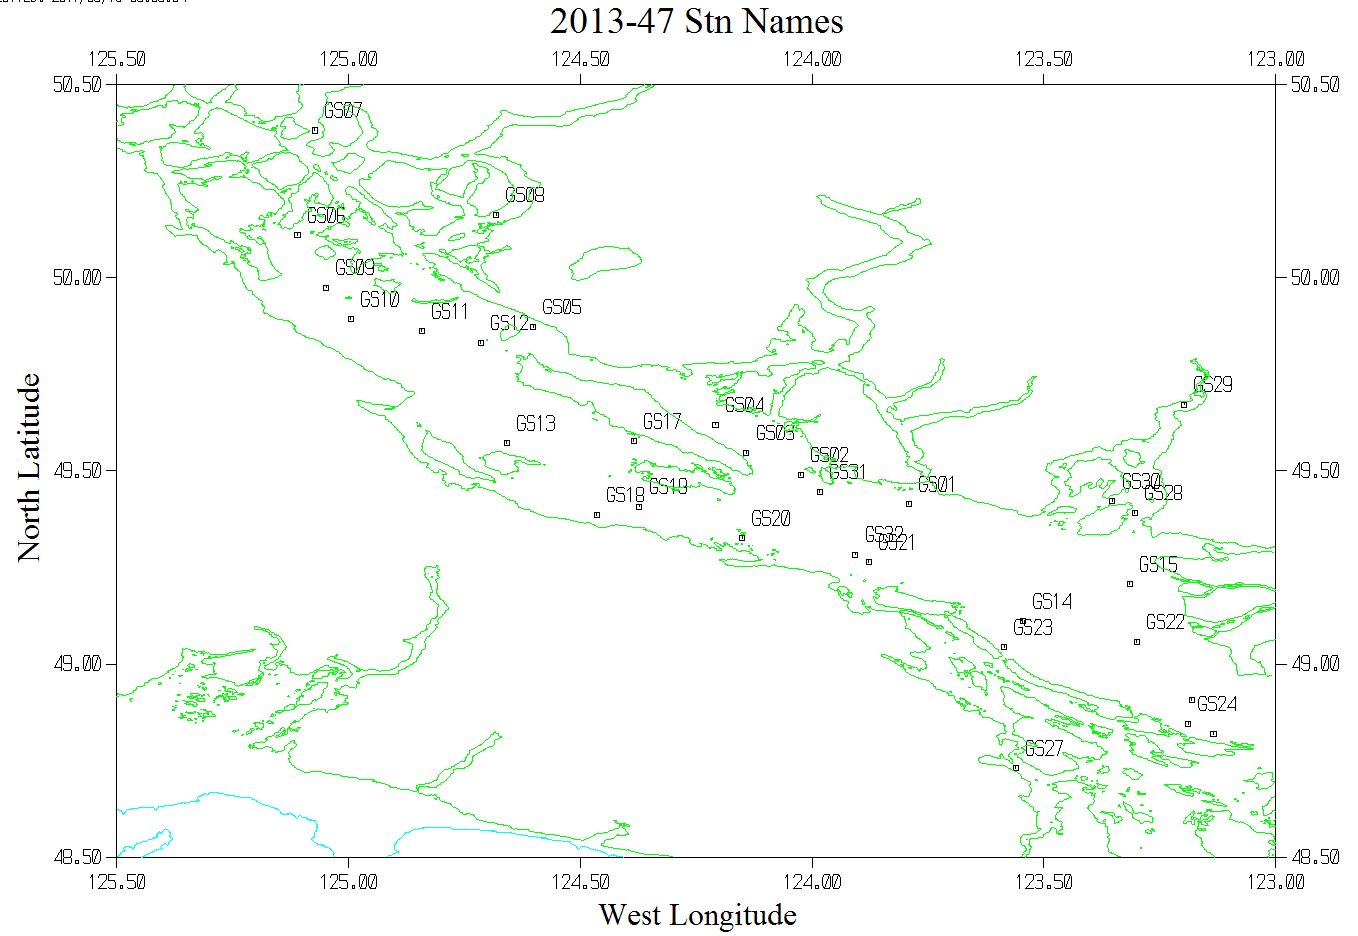 2013-47 Stn Names
125.50 125.00 124.50 124.00 123.50 123.00
50.50 50.50
GS07
GS08
GS06
50.00 50.00
GS09
GS10
GS05
GS11
GS12
GS29
GS04
GS13
GS17
GS03
GS02
49.50 49.50
GS31
GS30
GS01
GS19
GS28
GS18
GS20
GS32
GS21
GS15
GS14
GS22
GS23
49.00 49.00
GS24
GS27
48.50 48.50
125.50 125.00 124.50 124.00 123.50 123.00
North Latitude
West Longitude